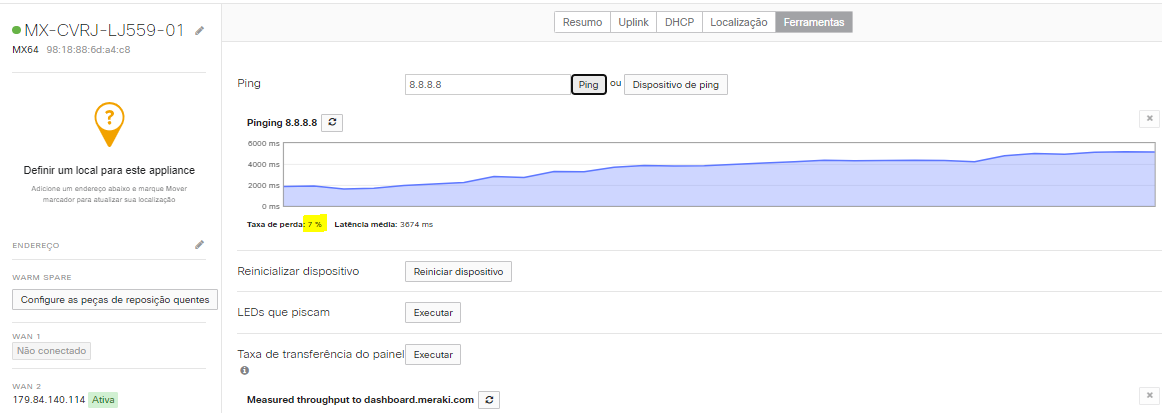 MX-CVRJ-LJ559-01
MX64 98:18:88:6d:a4:c8
?
Definir um local para este appliance
Adicione um endereço abaixo e marque Mover
marcador para atualizar sua localização
ENDEREÇO
WARM SPARE
Configure as peças de reposição quentes
WAN 1
Não conectado
WAN 2
179.84.140.114 Ativa
Resumo Uplink DHCP Localização Ferramentas
Ping 8.8.8.8 Ping ou Dispositivo de ping
Pinging 8.8.8.8
6000 ms
4000 ms
2000 ms
0 ms
Taxa de perda: 7 % Latência média: 3674 ms
Reinicializar dispositivo Reiniciar dispositivo
LEDs que piscam Executar
Taxa de transferência do painel Executar
Measured throughput to dashboard.meraki.com